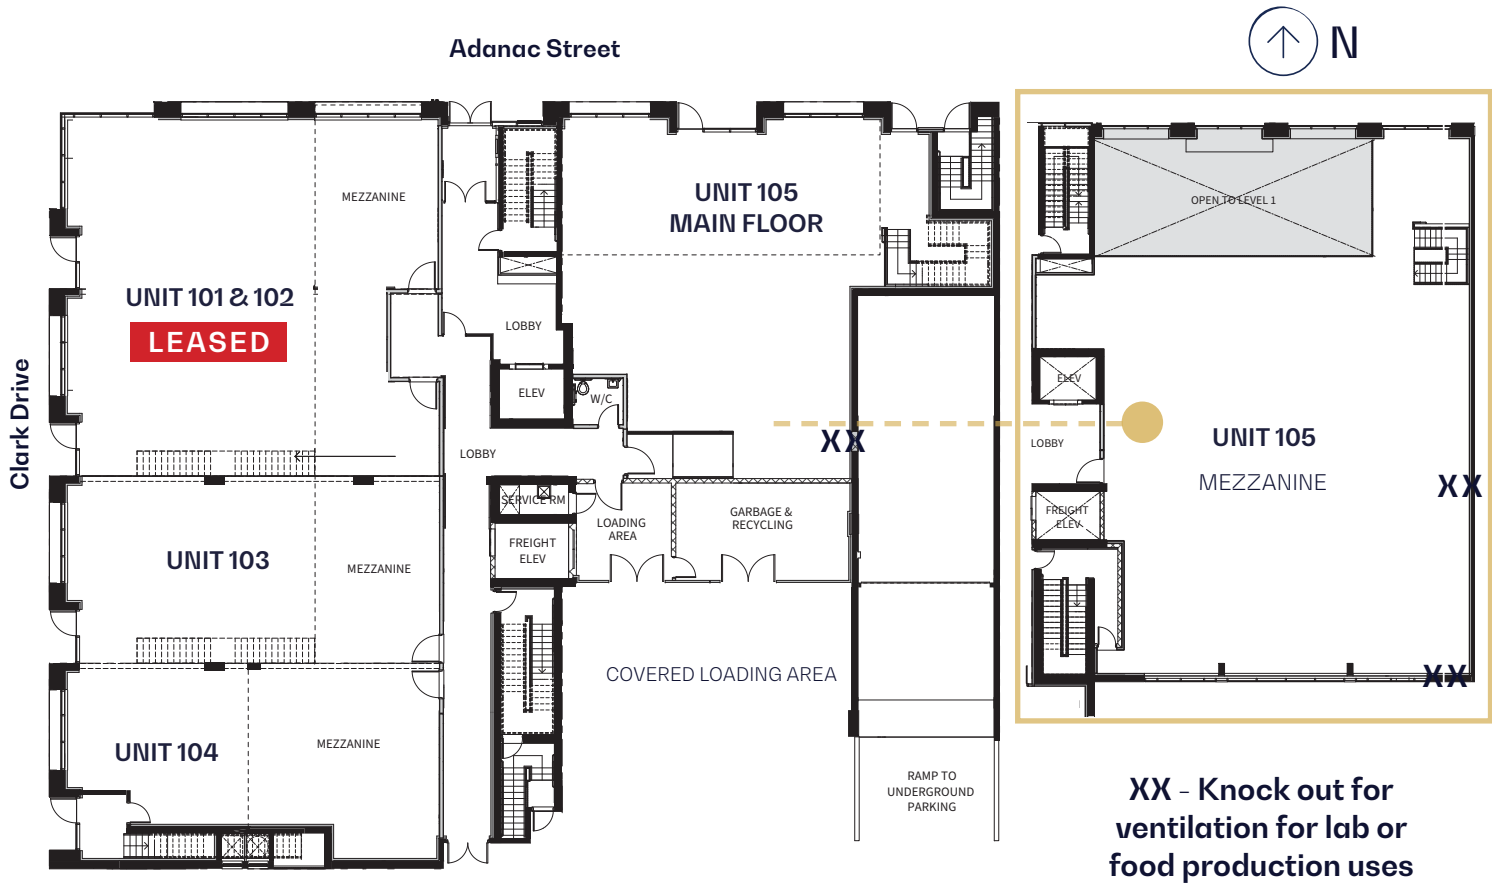 Adanac Street
N
MEZZANINE
UNIT 105
MAIN FLOOR
OPEN TO LEVEL 1
UNIT 101 & 102
LEASED
LOBBY
Clark Drive
ELEV
W/C
ELEV
XX
LOBBY
LOBBY
UNIT 105
MEZZANINE
XX
SERVICE RM
LOADING
AREA
GARBAGE &
RECYCLING
FREIGHT
ELEV
FREIGHT
ELEV
UNIT 103
MEZZANINE
COVERED LOADING AREA
XX
UNIT 104
MEZZANINE
RAMP TO
UNDERGROUND
PARKING
XX - Knock out for
ventilation for lab or
food production uses